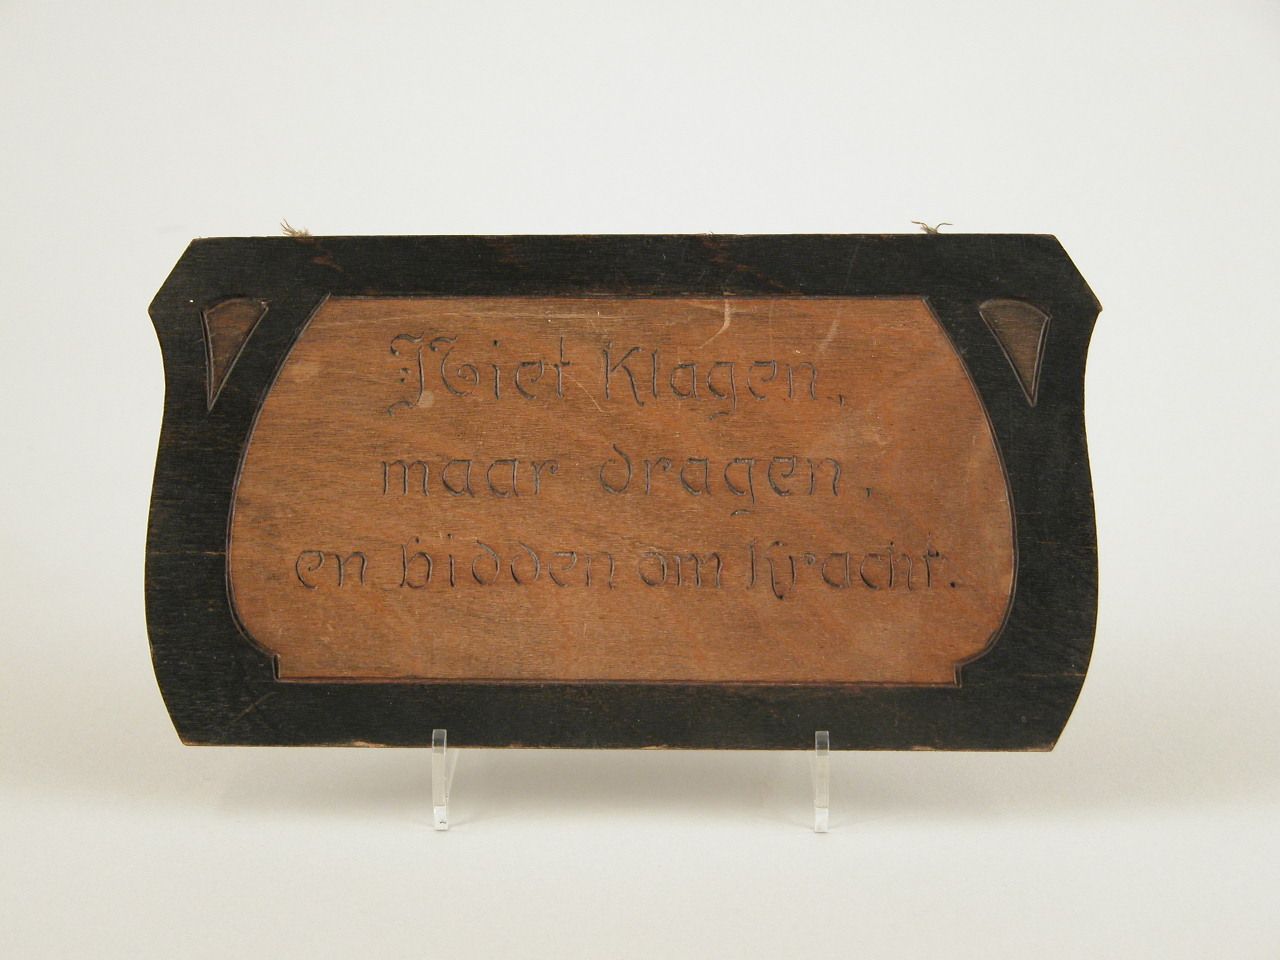 Niet Klagen,
maar dragen,
en bidden om Kracht.